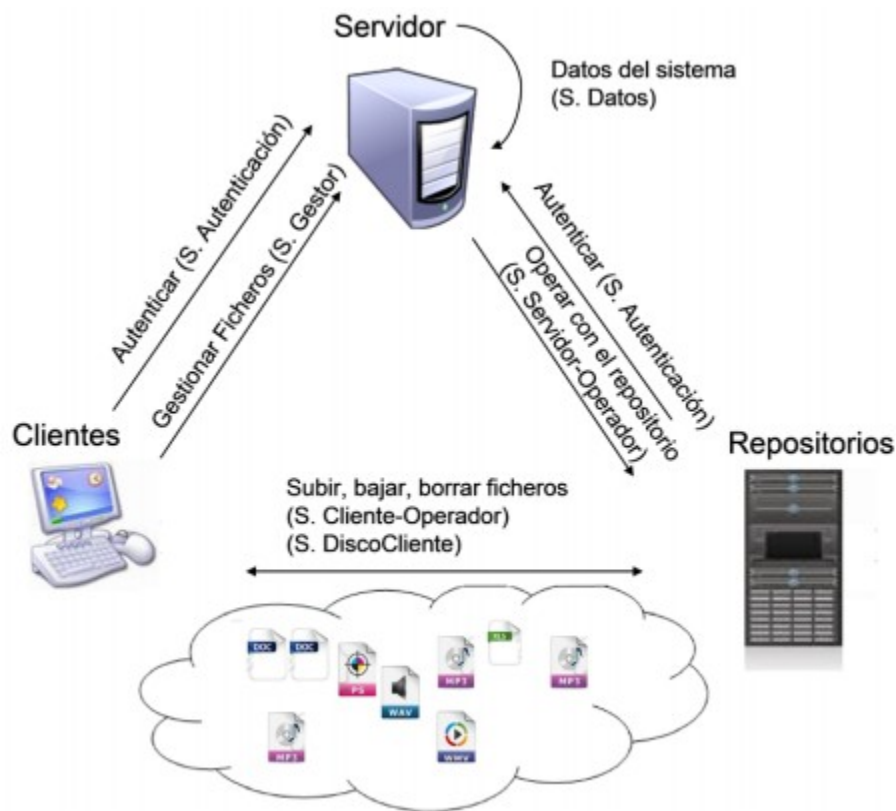 Servidor
Datos del sistema
(S. Datos)
Autenticar (S. Autenticación)
Gestionar Ficheros (S. Gestor)
Autenticar (S. Autenticación)
Operar con el repositorio
(S. Servidor-Operador)
Clientes
Repositorios
Subir, bajar, borrar ficheros
(S. Cliente-Operador)
(S. DiscoCliente)
DOC
DOC
PS
WAV
MP3
XLS
MP3
MP3
WMV